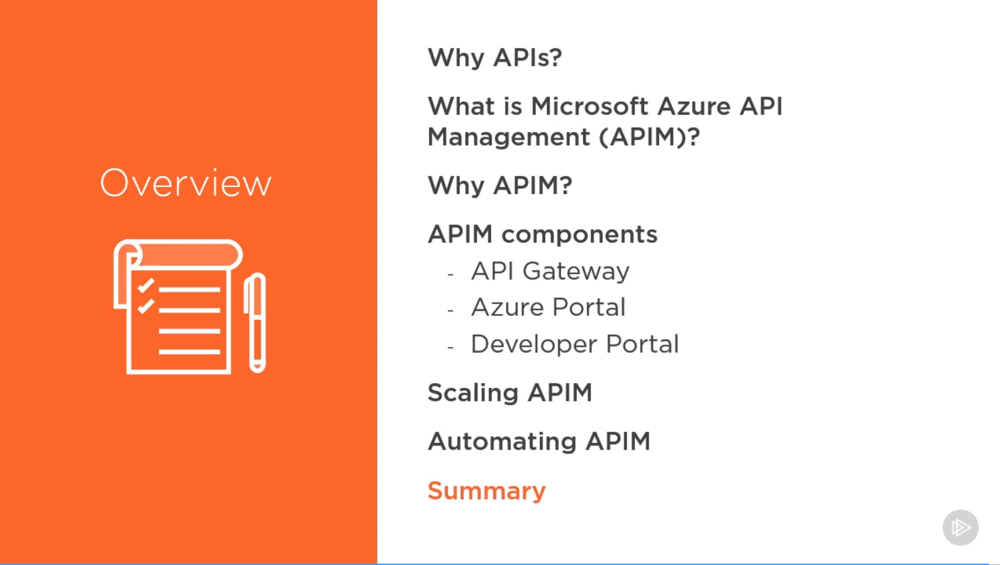 Overview
Why APIs?
What is Microsoft Azure API
Management (APIM)?
Why APIM?
APIM components
- API Gateway
- Azure Portal
- Developer Portal
Scaling APIM
Automating APIM
Summary